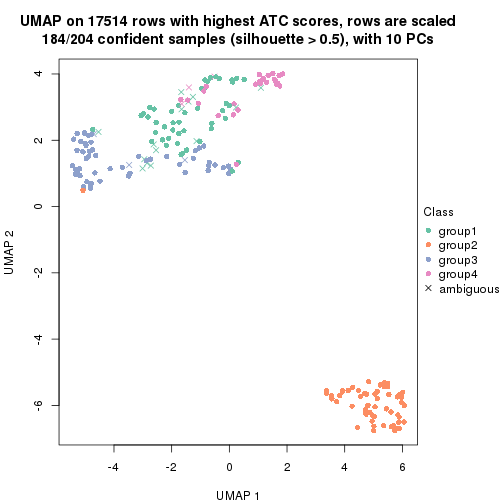 UMAP on 17514 rows with highest ATC scores, rows are scaled
184/204 confident samples (silhouette > 0.5), with 10 PCs
4
2
0
-2
-4
-6
UMAP 2
-4
-2
0
2
4
6
UMAP 1
Class
group1
group2
group3
group4
ambiguous